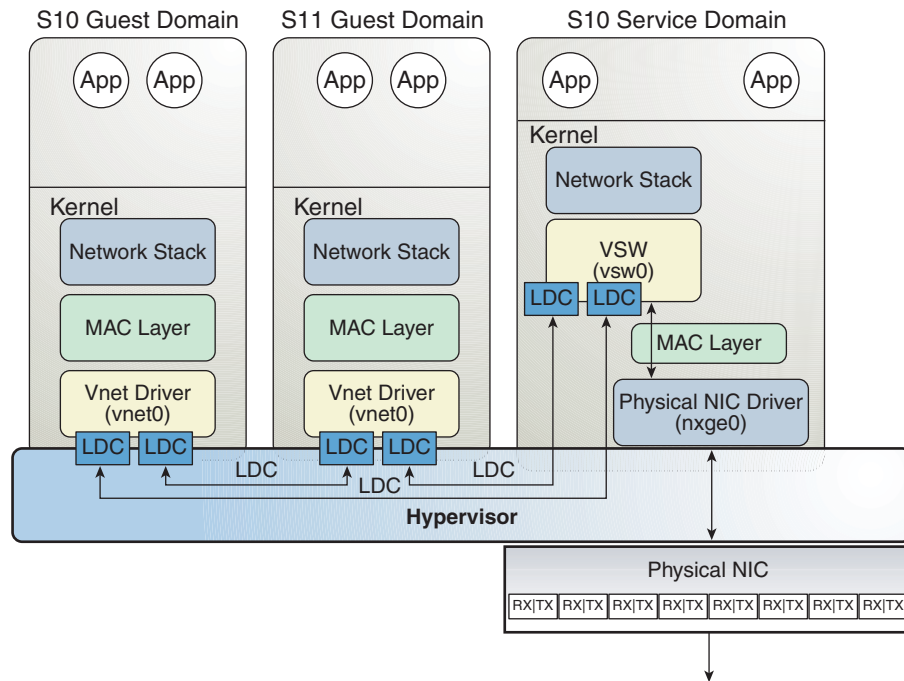 S10 Guest Domain
S11 Guest Domain
S10 Service Domain
App
App
App
App
App
App
Kernel
Network Stack
MAC Layer
Vnet Driver
(vnet0)
LDC
LDC
Kernel
Network Stack
MAC Layer
Vnet Driver
(vnet0)
LDC
LDC
Kernel
Network Stack
VSW
(vsw0)
LDC
LDC
MAC Layer
Physical NIC Driver
(nxge0)
LDC
LDC
LDC
Hypervisor
Physical NIC
RX|TX
RX|TX
RX|TX
RX|TX
RX|TX
RX|TX
RX|TX
RX|TX